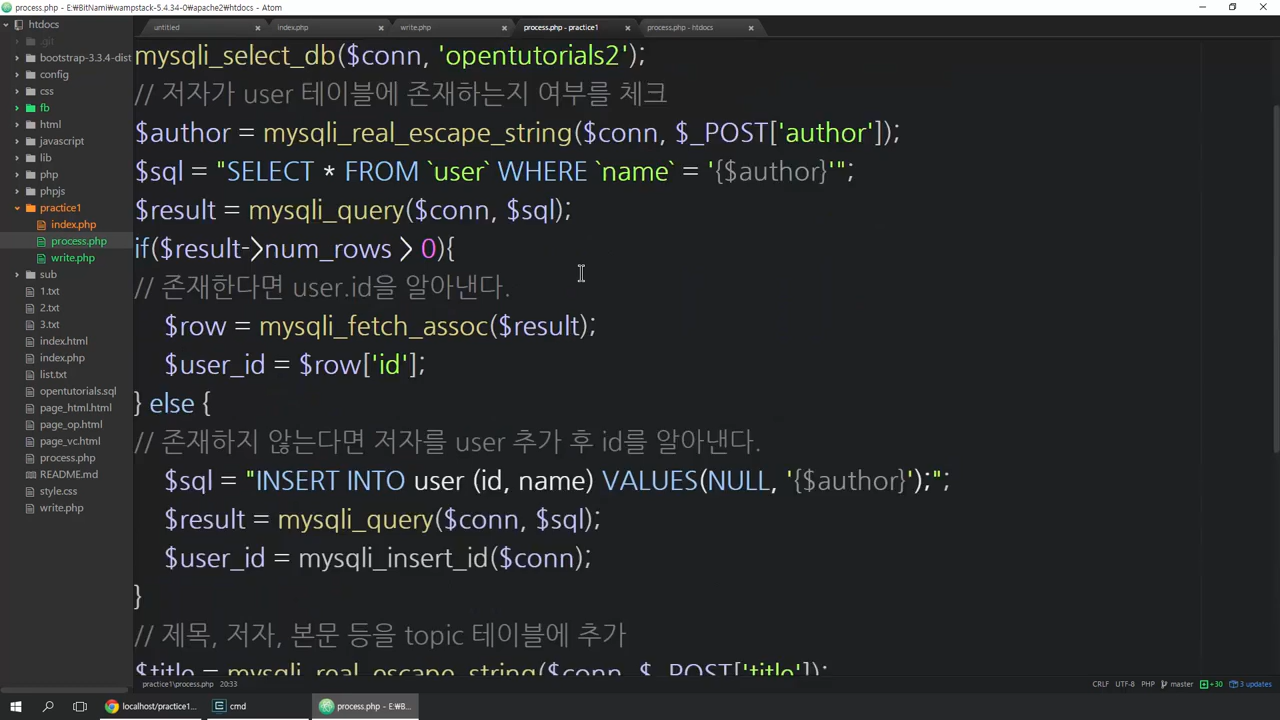 process.php - E:₩BitNami₩wampstack-5.4.34-0₩apache2₩htdocs - Atom
htdocs
.git
bootstrap-3.3.4-dist
config
css
fb
html
javascript
lib
php
phpjs
practice1
index.php
process.php
write.php
sub
1.txt
2.txt
3.txt
index.html
index.php
list.txt
opentutorials.sql
page_html.html
page_op.html
page_vc.html
process.php
README.md
style.css
write.php
untitled
index.php
write.php
process.php - practice1
process.php - htdocs
mysqli_select_db($conn, 'opentutorials2');
// 저자가 user 테이블에 존재하는지 여부를 체크
$author = mysqli_real_escape_string($conn, $_POST['author']);
$sql = "SELECT * FROM `user` WHERE `name` = '{$author}'";
$result = mysqli_query($conn, $sql);
if($result->num_rows > 0){
// 존재한다면 user.id을 알아낸다.
$row = mysqli_fetch_assoc($result);
$user_id = $row['id'];
} else {
// 존재하지 않는다면 저자를 user 추가 후 id를 알아낸다.
$sql = "INSERT INTO user (id, name) VALUES(NULL, '{$author}');";
$result = mysqli_query($conn, $sql);
$user_id = mysqli_insert_id($conn);
}
// 제목, 저자, 본문 등을 topic 테이블에 추가
$title = mysqli_real_escape_string($conn, $_POST['title']);
practice1\process.php 20:33
CRLF UTF-8 PHP master +30 3 updates
localhost/practice1...
cmd
process.php - E:₩B...